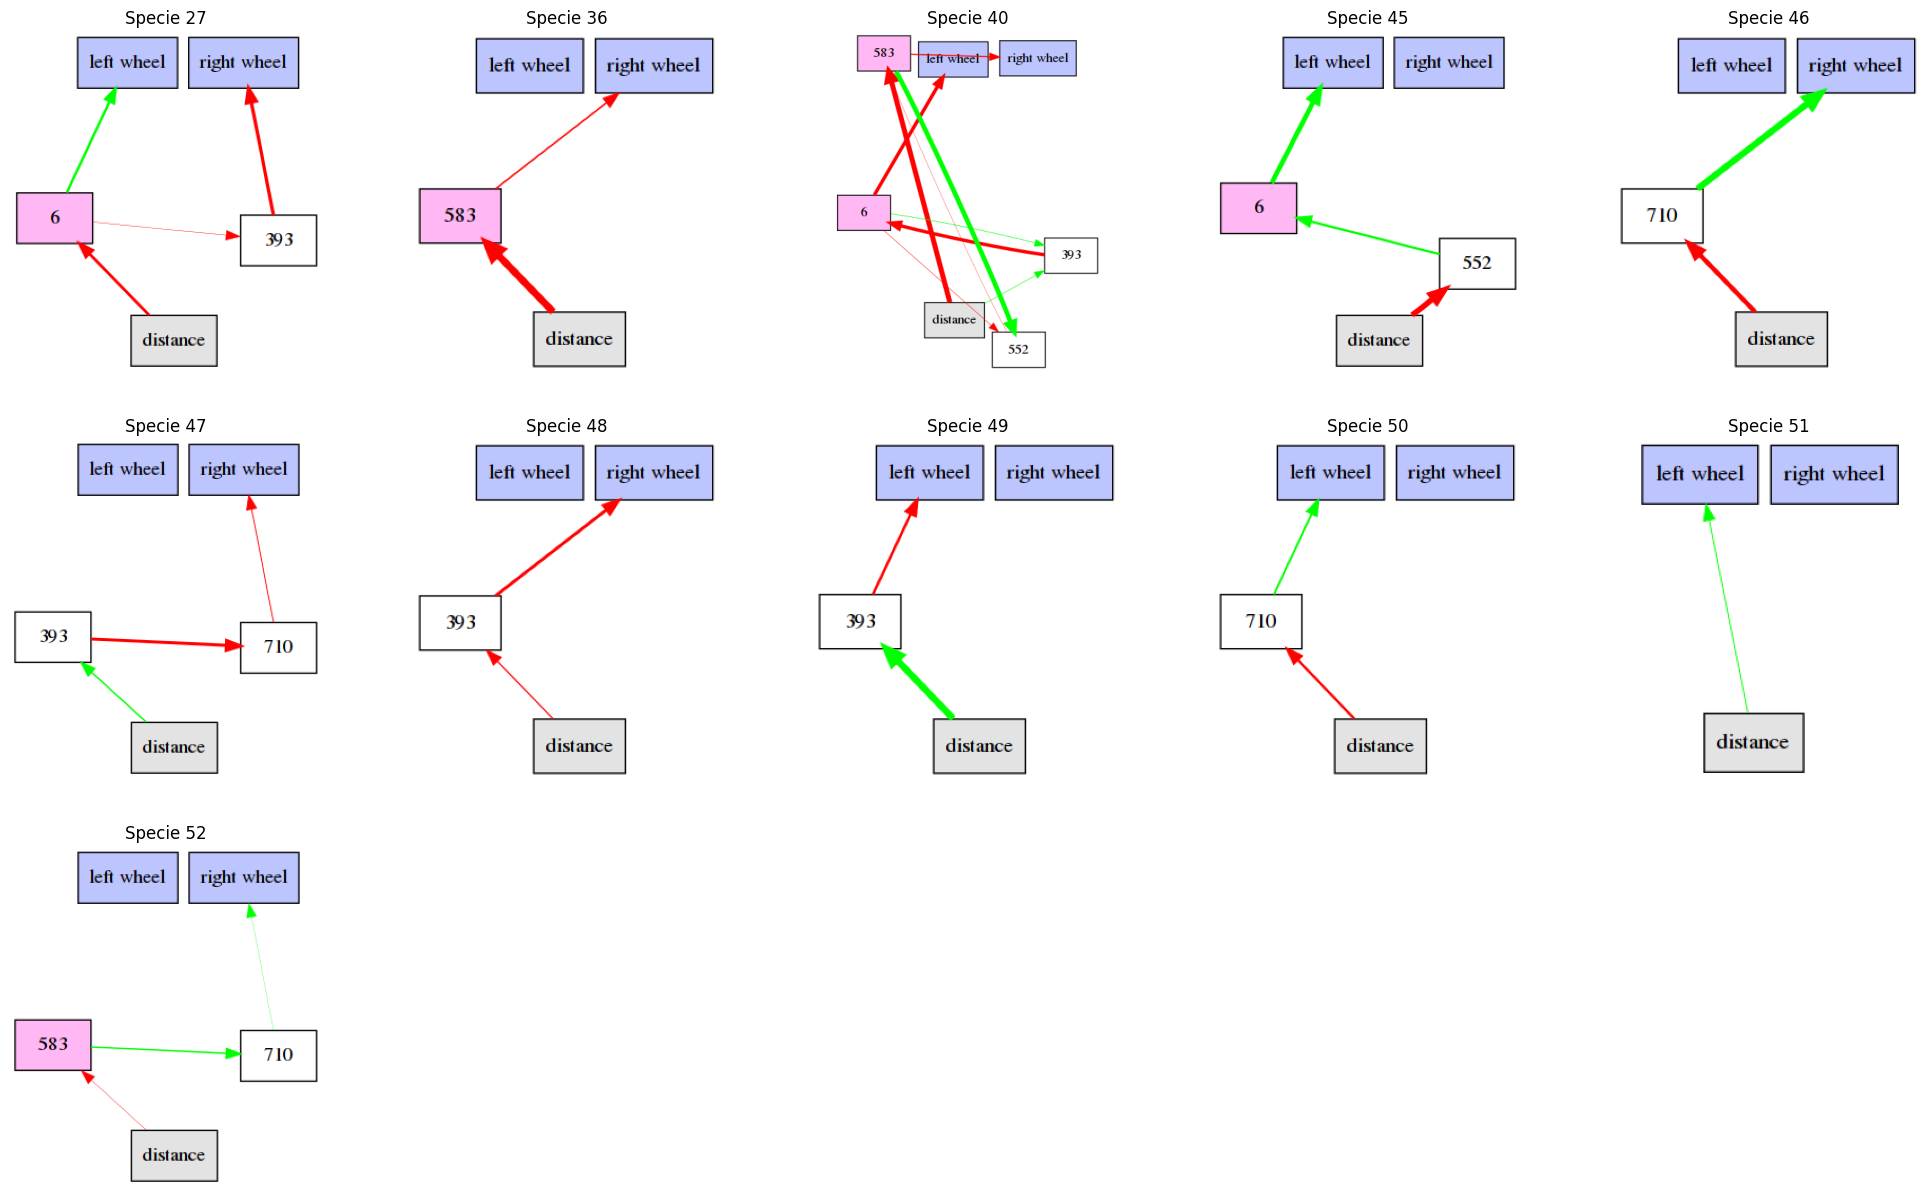 Specie 27
left wheel
right wheel
6
393
distance
Specie 36
left wheel
right wheel
583
distance
Specie 40
583
left wheel
right wheel
6
393
distance
552
Specie 45
left wheel
right wheel
6
552
distance
Specie 46
left wheel
right wheel
710
distance
Specie 47
left wheel
right wheel
393
710
distance
Specie 48
left wheel
right wheel
393
distance
Specie 49
left wheel
right wheel
393
distance
Specie 50
left wheel
right wheel
710
distance
Specie 51
left wheel
right wheel
distance
Specie 52
left wheel
right wheel
583
710
distance